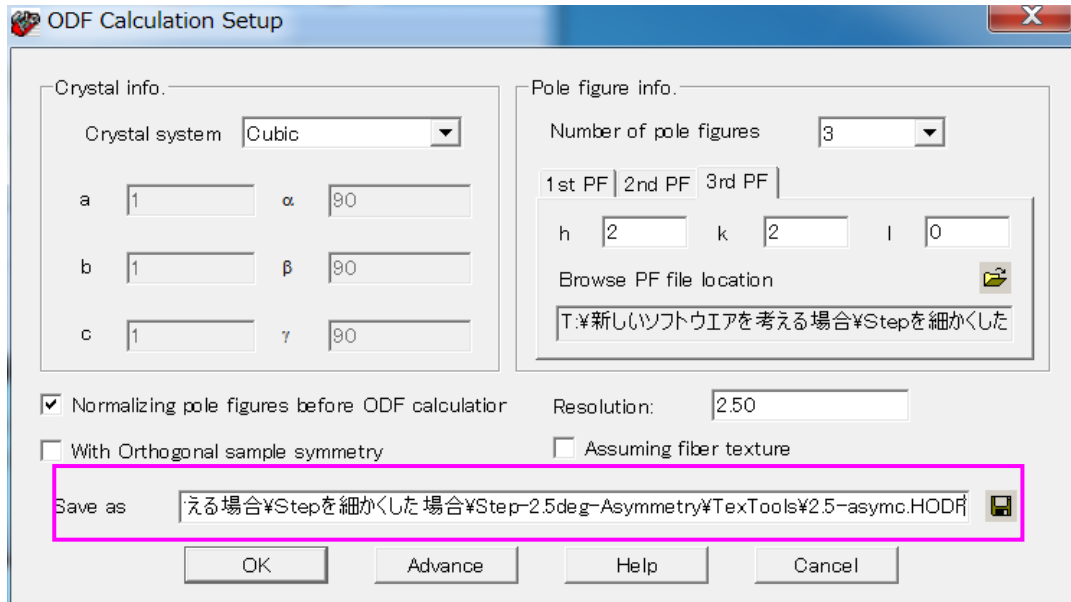 ODF Calculation Setup
X
Crystal info.
Crystal system Cubic
a 1 α 90
b 1 β 90
c 1 γ 90
Pole figure info.
Number of pole figures 3
1st PF 2nd PF 3rd PF
h 2 k 2 l 0
Browse PF file location
T:¥新しいソフトウエアを考える場合¥Stepを細かくした
Normalizing pole figures before ODF calculatior
Resolution: 2.50
With Orthogonal sample symmetry
Assuming fiber texture
Save as える場合¥Stepを細かくした場合¥Step-2.5deg-Asymmetry¥TexTools¥2.5-asymc.HODF
OK Advance Help Cancel